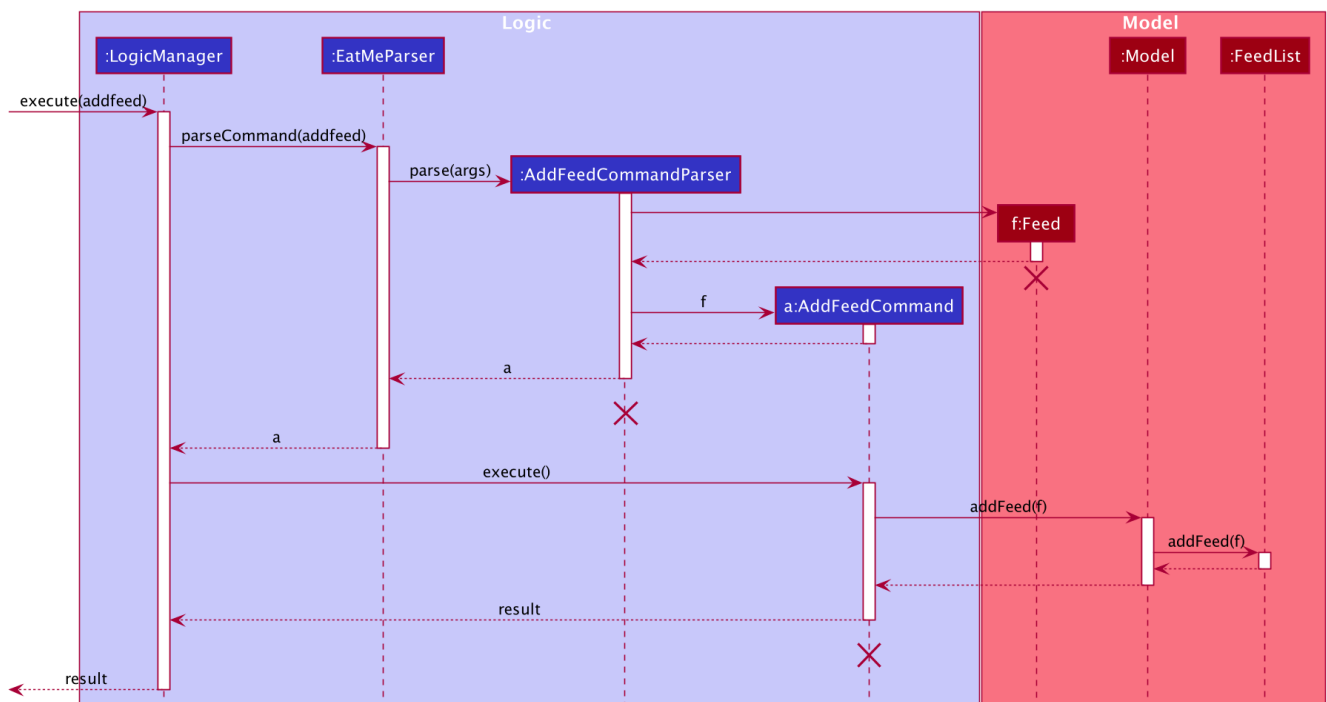 Logic
Model
:LogicManager
:EatMeParser
:Model
:FeedList
execute(addfeed)
parseCommand(addfeed)
parse(args)
:AddFeedCommandParser
f:Feed
f
a:AddFeedCommand
a
a
execute()
addFeed(f)
addFeed(f)
result
result